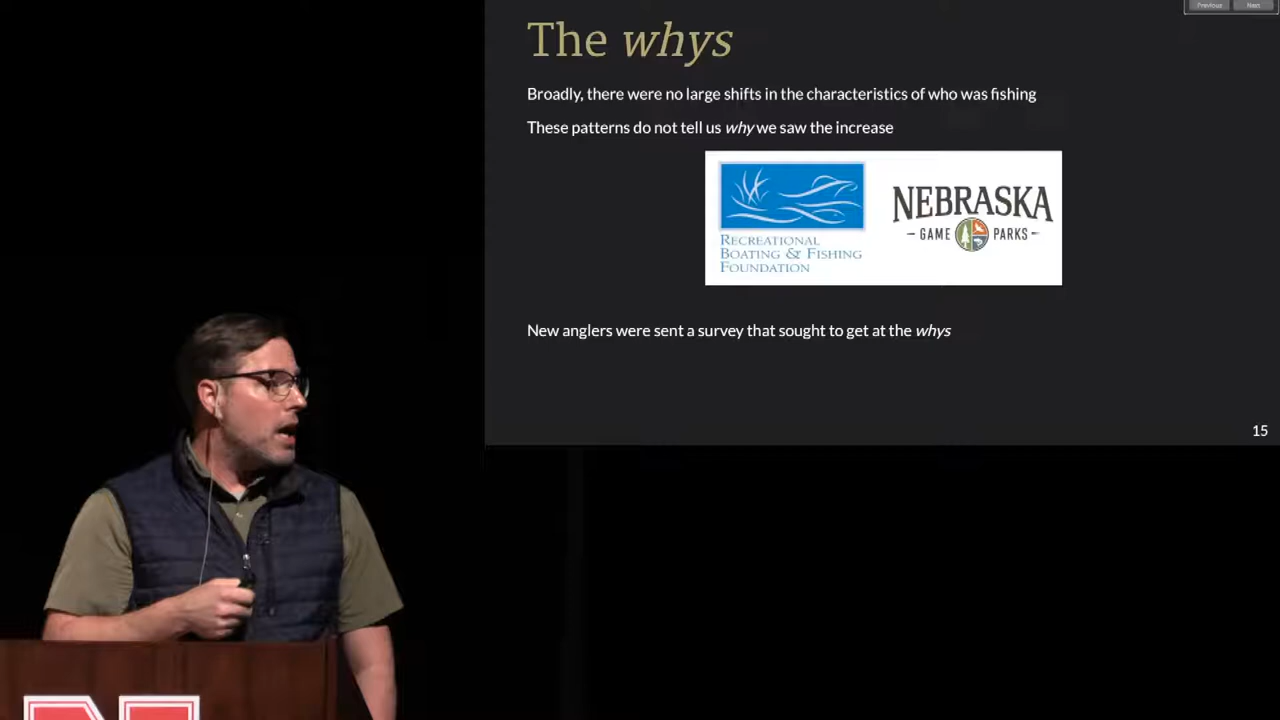 Previous
Next
The whys
Broadly, there were no large shifts in the characteristics of who was fishing
These patterns do not tell us why we saw the increase
RECREATIONAL
BOATING & FISHING
FOUNDATION
NEBRASKA
GAME PARKS
New anglers were sent a survey that sought to get at the whys
15
N